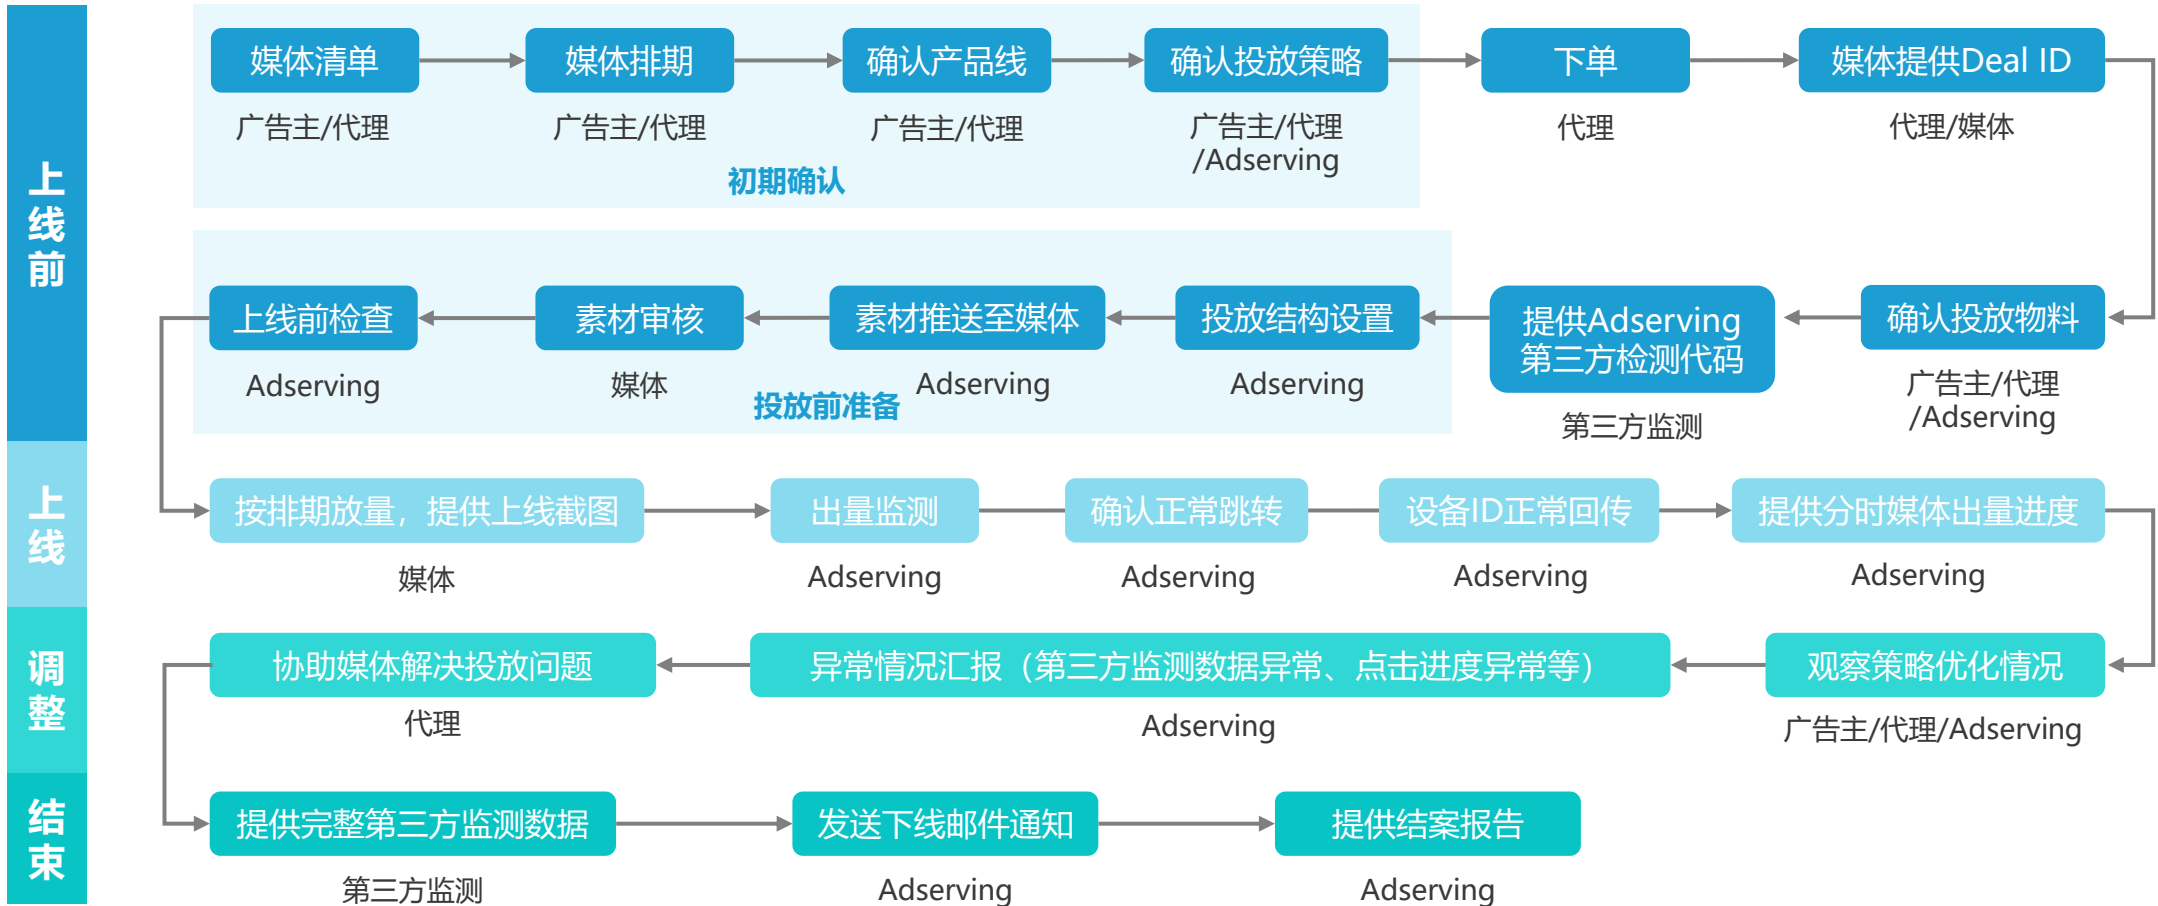 上线前
媒体清单
媒体排期
确认产品线
确认投放策略
下单
媒体提供Deal ID
广告主/代理
广告主/代理
广告主/代理
广告主/代理
/Adserving
代理
代理/媒体
初期确认
上线前检查
素材审核
素材推送至媒体
投放结构设置
提供Adserving
第三方检测代码
确认投放物料
Adserving
媒体
Adserving
Adserving
第三方监测
广告主/代理
/Adserving
投放前准备
上线
按排期放量，提供上线截图
出量监测
确认正常跳转
设备ID正常回传
提供分时媒体出量进度
媒体
Adserving
Adserving
Adserving
Adserving
调整
协助媒体解决投放问题
异常情况汇报（第三方监测数据异常、点击进度异常等）
观察策略优化情况
代理
Adserving
广告主/代理/Adserving
结束
提供完整第三方监测数据
发送下线邮件通知
提供结案报告
第三方监测
Adserving
Adserving